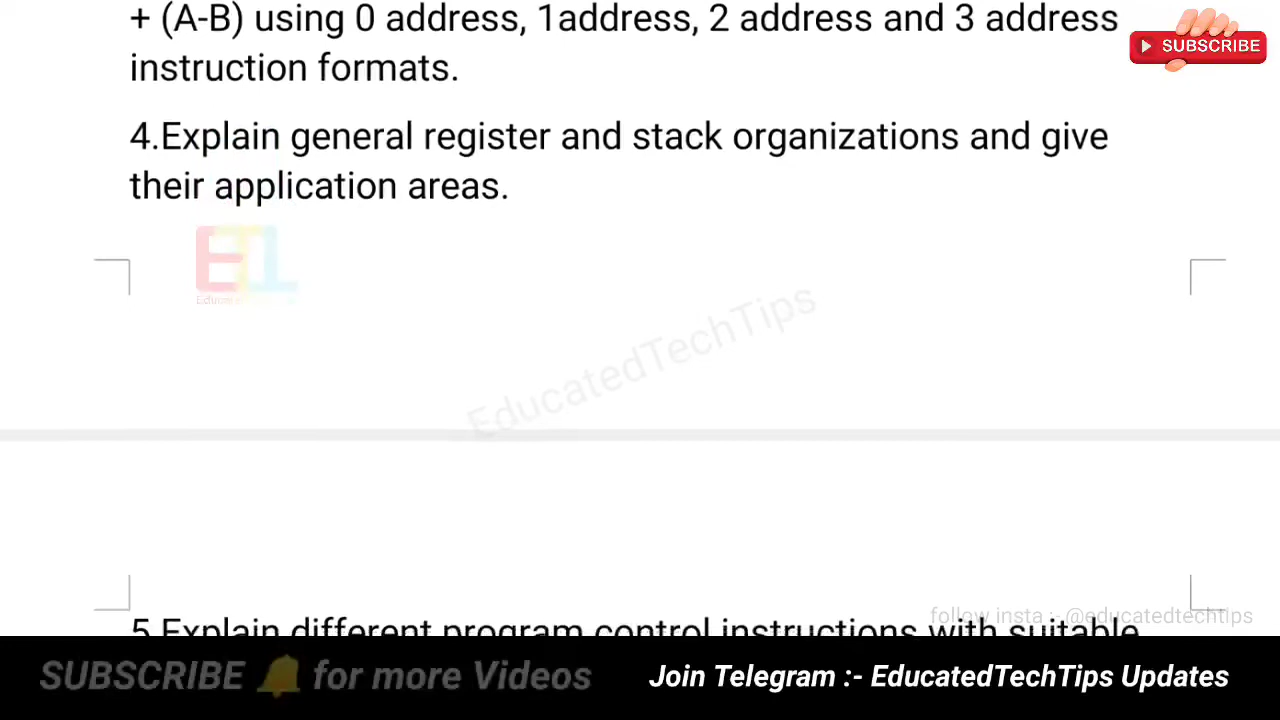 + (A-B) using 0 address, 1address, 2 address and 3 address
SUBSCRIBE
instruction formats.
4.Explain general register and stack organizations and give
their application areas.
ETL
EducatedTechTips
follow insta :- @educatedtechtips
5.Explain different program control instructions with suitable
SUBSCRIBE for more Videos
Join Telegram :- EducatedTechTips Updates